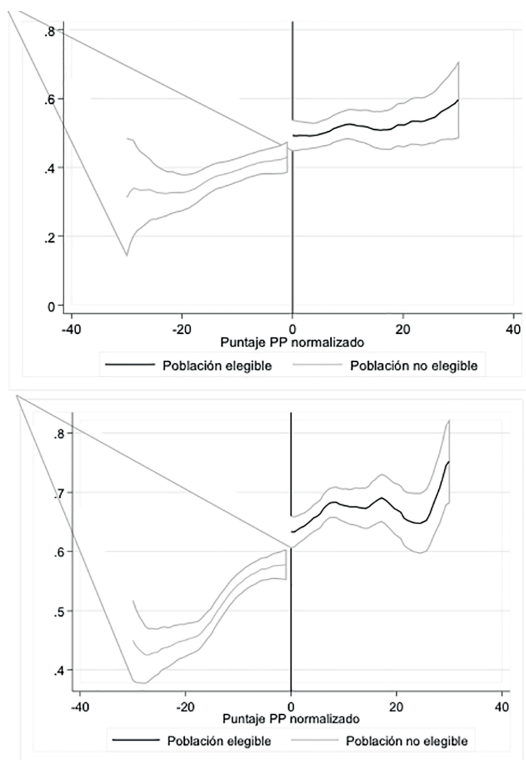 .8
.6
.4
.2
0
-40 -20 0 20 40
Puntaje PP normalizado
Población elegible Población no elegible
.8
.7
.6
.5
.4
-40 -20 0 20 40
Puntaje PP normalizado
Población elegible Población no elegible